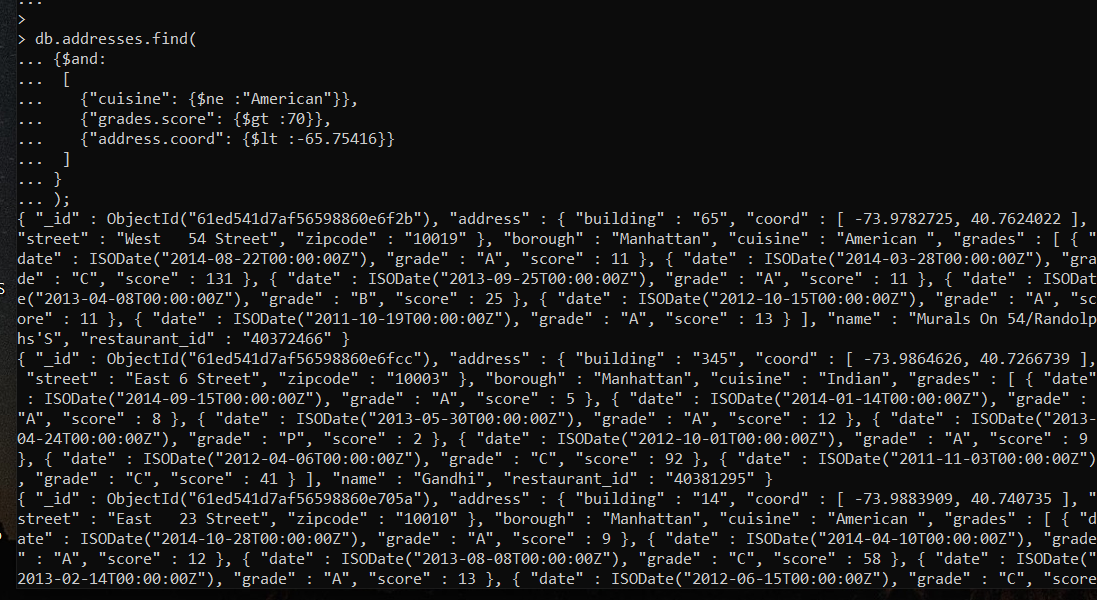 ...
>
> db.addresses.find(
... {$and:
...  [
...    {"cuisine": {$ne :"American"}},
...    {"grades.score": {$gt :70}},
...    {"address.coord": {$lt :-65.75416}}
...  ]
... }
... );
{ "_id" : ObjectId("61ed541d7af56598860e6f2b"), "address" : { "building" : "65", "coord" : [ -73.9782725, 40.7624022 ],
"street" : "West   54 Street", "zipcode" : "10019" }, "borough" : "Manhattan", "cuisine" : "American ", "grades" : [ { "
date" : ISODate("2014-08-22T00:00:00Z"), "grade" : "A", "score" : 11 }, { "date" : ISODate("2014-03-28T00:00:00Z"), "gra
de" : "C", "score" : 131 }, { "date" : ISODate("2013-09-25T00:00:00Z"), "grade" : "A", "score" : 11 }, { "date" : ISODat
e("2013-04-08T00:00:00Z"), "grade" : "B", "score" : 25 }, { "date" : ISODate("2012-10-15T00:00:00Z"), "grade" : "A", "sc
ore" : 11 }, { "date" : ISODate("2011-10-19T00:00:00Z"), "grade" : "A", "score" : 13 } ], "name" : "Murals On 54/Randolp
hs'S", "restaurant_id" : "40372466" }
{ "_id" : ObjectId("61ed541d7af56598860e6fcc"), "address" : { "building" : "345", "coord" : [ -73.9864626, 40.7266739 ],
 "street" : "East 6 Street", "zipcode" : "10003" }, "borough" : "Manhattan", "cuisine" : "Indian", "grades" : [ { "date"
 : ISODate("2014-09-15T00:00:00Z"), "grade" : "A", "score" : 5 }, { "date" : ISODate("2014-01-14T00:00:00Z"), "grade" :
"A", "score" : 8 }, { "date" : ISODate("2013-05-30T00:00:00Z"), "grade" : "A", "score" : 12 }, { "date" : ISODate("2013-
04-24T00:00:00Z"), "grade" : "P", "score" : 2 }, { "date" : ISODate("2012-10-01T00:00:00Z"), "grade" : "A", "score" : 9
}, { "date" : ISODate("2012-04-06T00:00:00Z"), "grade" : "C", "score" : 92 }, { "date" : ISODate("2011-11-03T00:00:00Z")
, "grade" : "C", "score" : 41 } ], "name" : "Gandhi", "restaurant_id" : "40381295" }
{ "_id" : ObjectId("61ed541d7af56598860e705a"), "address" : { "building" : "14", "coord" : [ -73.9883909, 40.740735 ], "
street" : "East   23 Street", "zipcode" : "10010" }, "borough" : "Manhattan", "cuisine" : "American ", "grades" : [ { "d
ate" : ISODate("2014-10-28T00:00:00Z"), "grade" : "A", "score" : 9 }, { "date" : ISODate("2014-04-10T00:00:00Z"), "grade
" : "A", "score" : 12 }, { "date" : ISODate("2013-08-08T00:00:00Z"), "grade" : "C", "score" : 58 }, { "date" : ISODate("
2013-02-14T00:00:00Z"), "grade" : "A", "score" : 13 }, { "date" : ISODate("2012-06-15T00:00:00Z"), "grade" : "C", "score